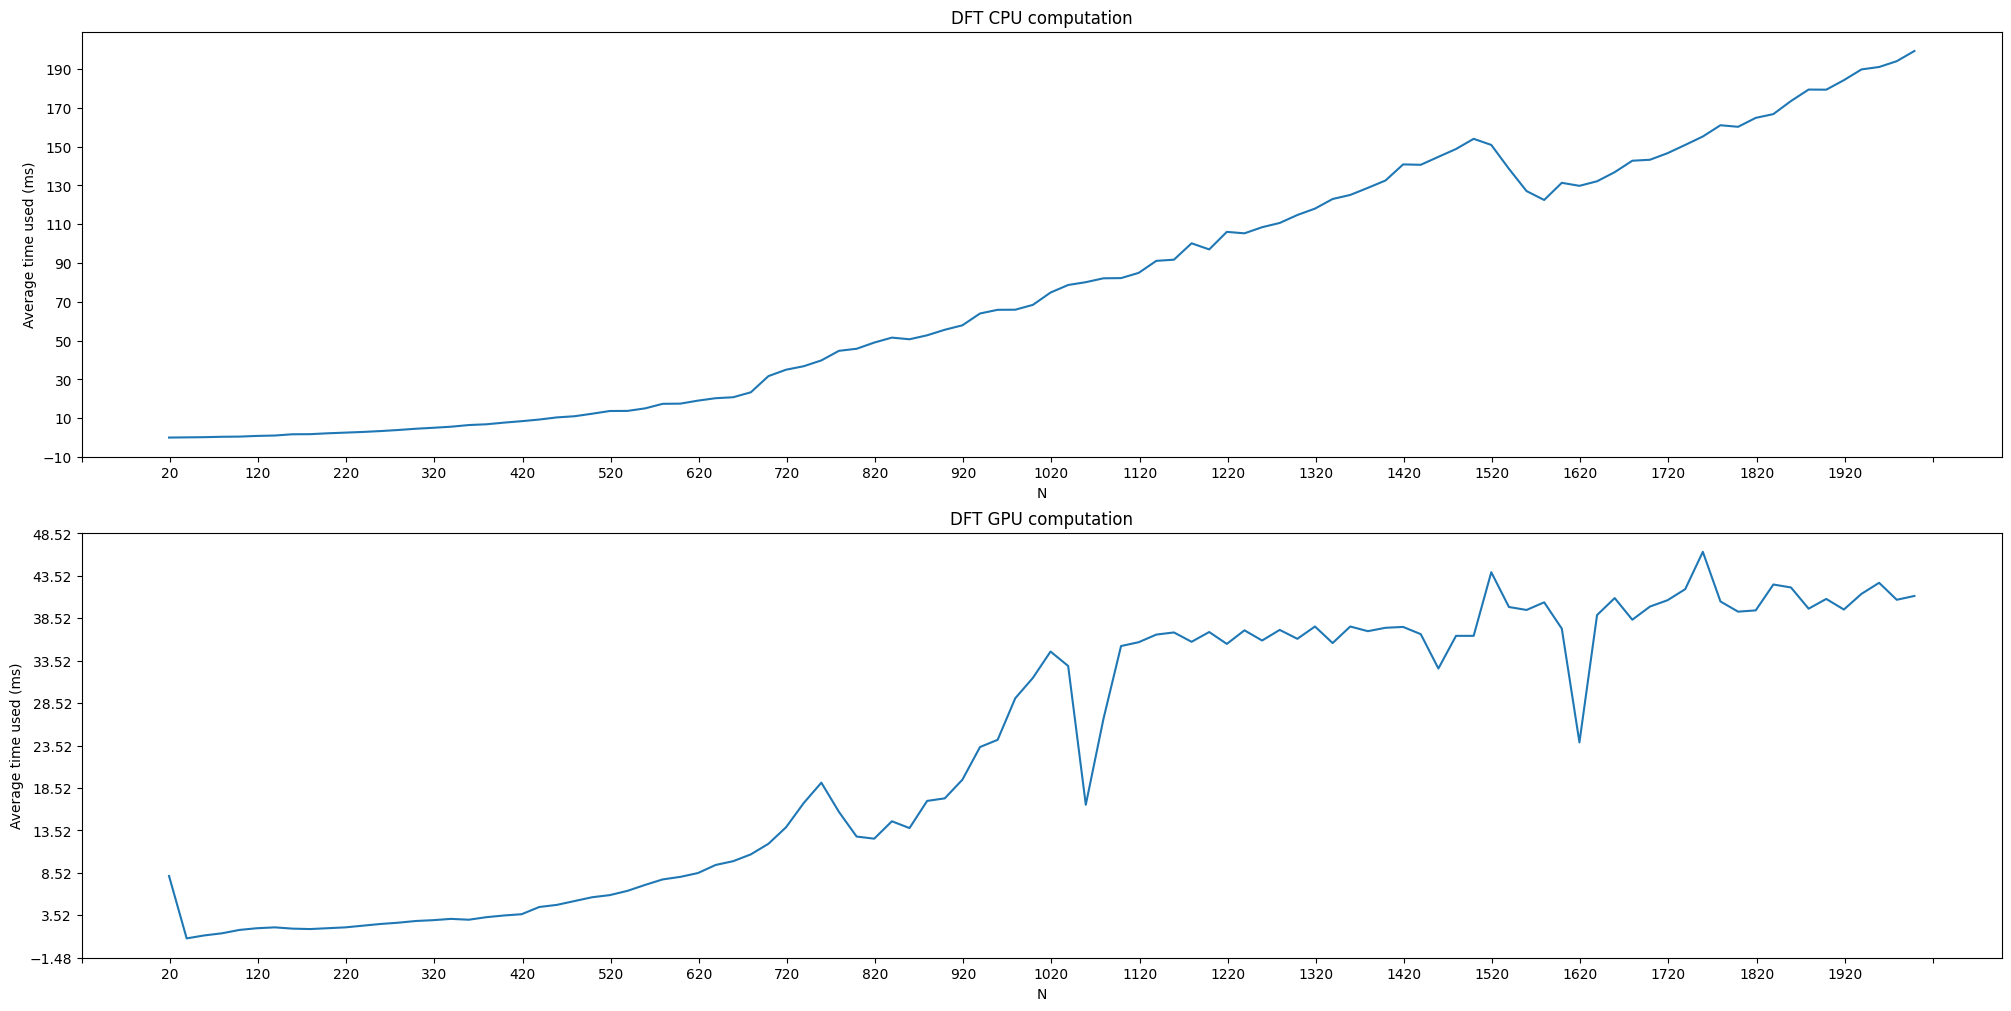 DFT CPU computation
Average time used (ms)
190
170
150
130
110
90
70
50
30
10
−10
20 120 220 320 420 520 620 720 820 920 1020 1120 1220 1320 1420 1520 1620 1720 1820 1920
N
DFT GPU computation
Average time used (ms)
48.52
43.52
38.52
33.52
28.52
23.52
18.52
13.52
8.52
3.52
−1.48
20 120 220 320 420 520 620 720 820 920 1020 1120 1220 1320 1420 1520 1620 1720 1820 1920
N